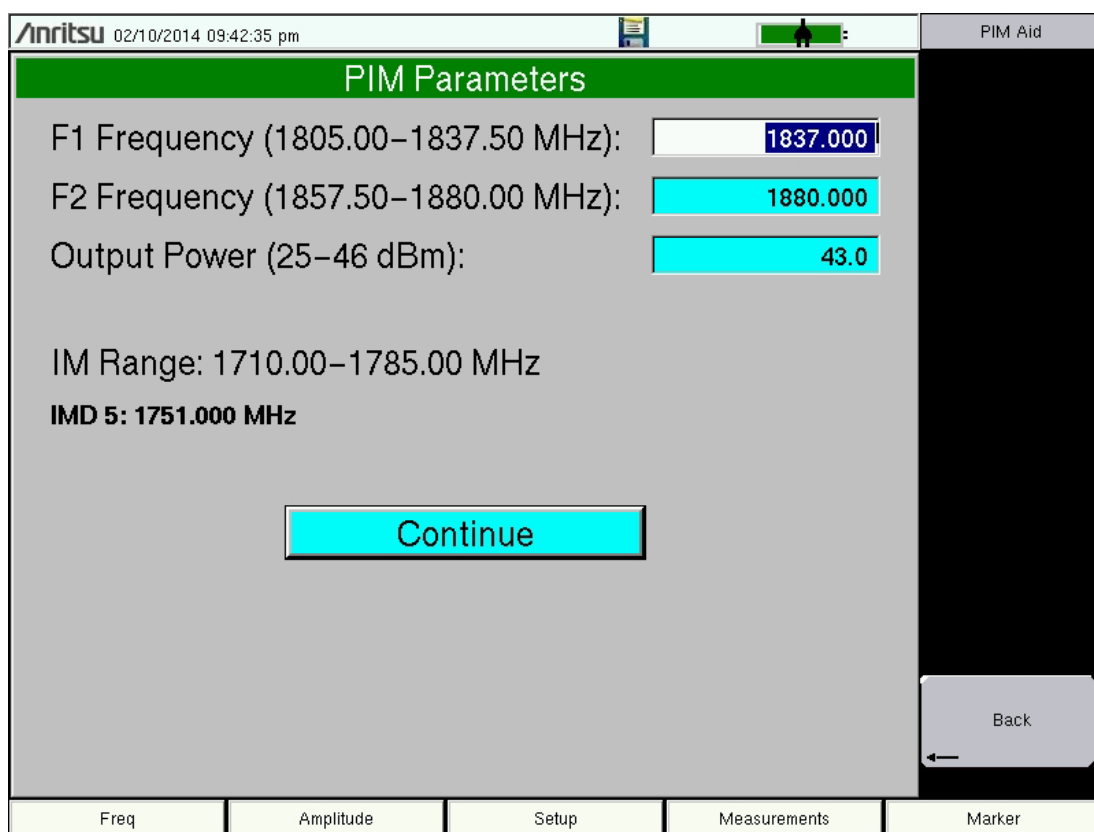 /Inritsu 02/10/2014 09:42:35 pm
PIM Aid
PIM Parameters
F1 Frequency (1805.00–1837.50 MHz): 1837.000
F2 Frequency (1857.50–1880.00 MHz): 1880.000
Output Power (25–46 dBm): 43.0
IM Range: 1710.00–1785.00 MHz
IMD 5: 1751.000 MHz
Continue
Back
Freq Amplitude Setup Measurements Marker